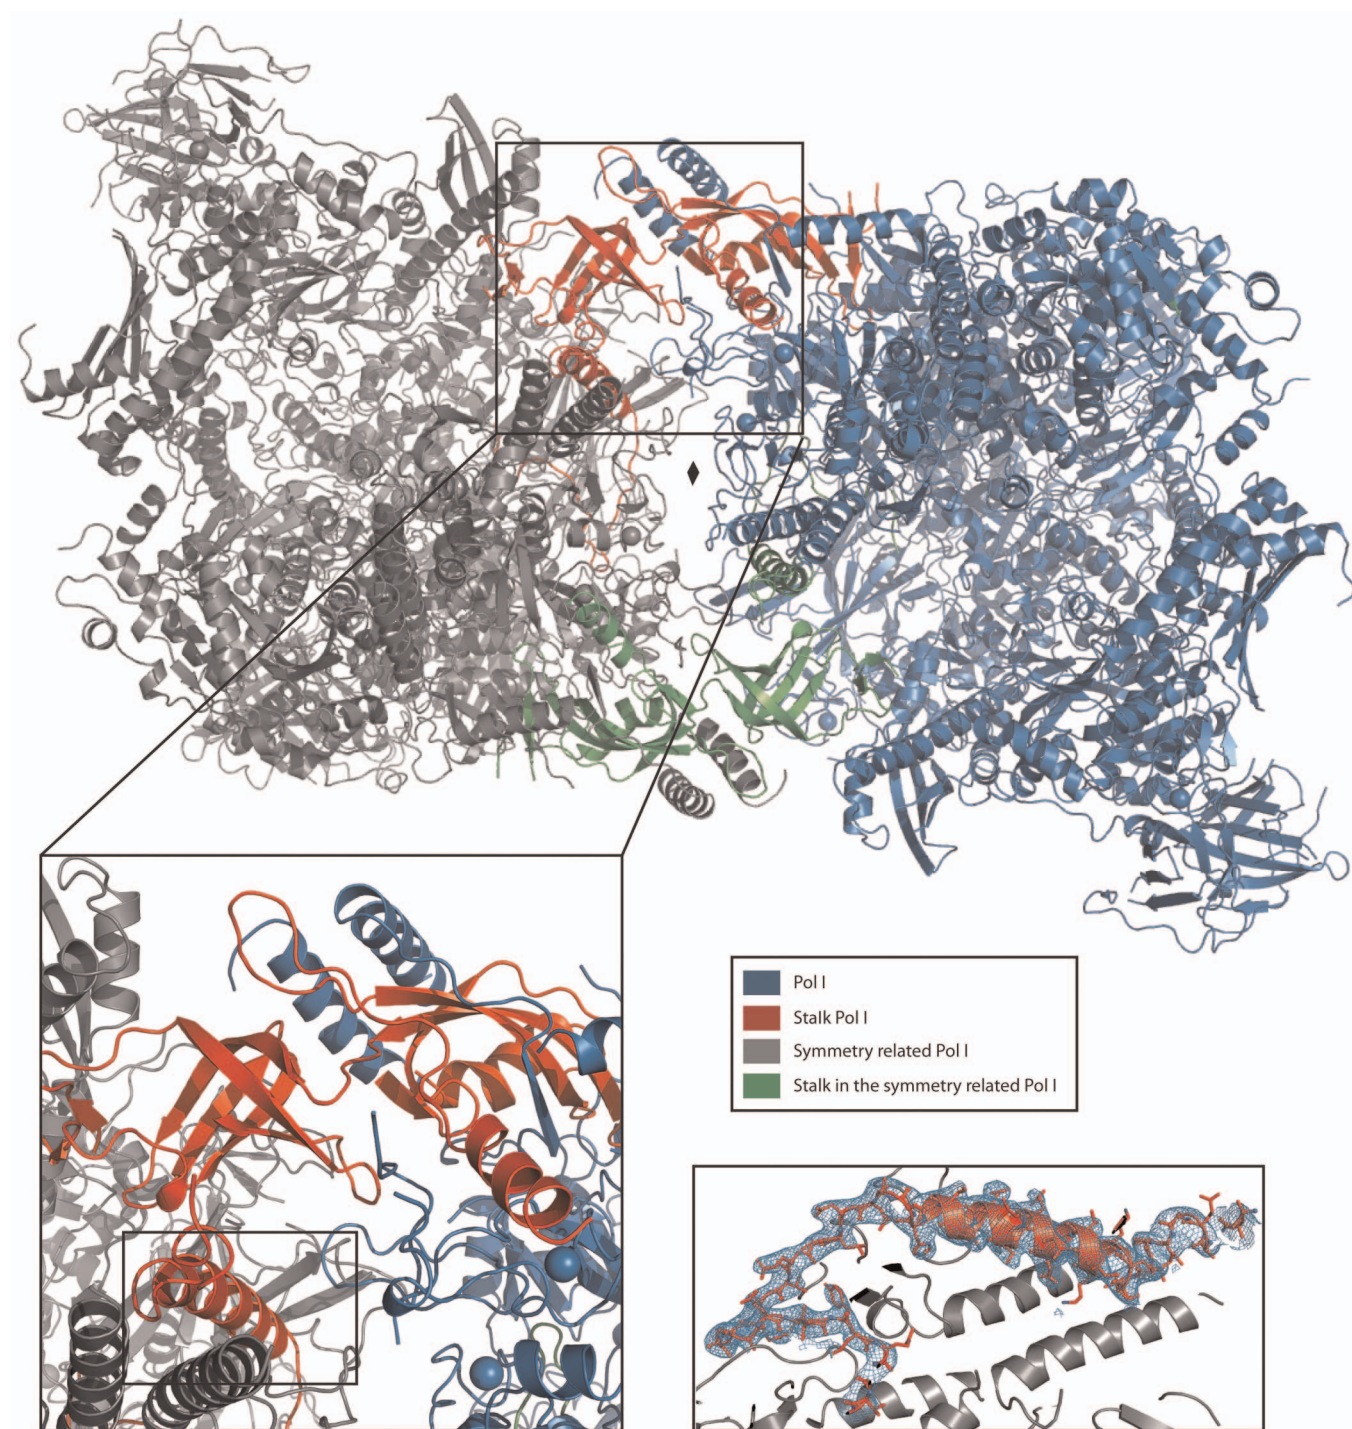 Pol I
Stalk Pol I
Symmetry related Pol I
Stalk in the symmetry related Pol I